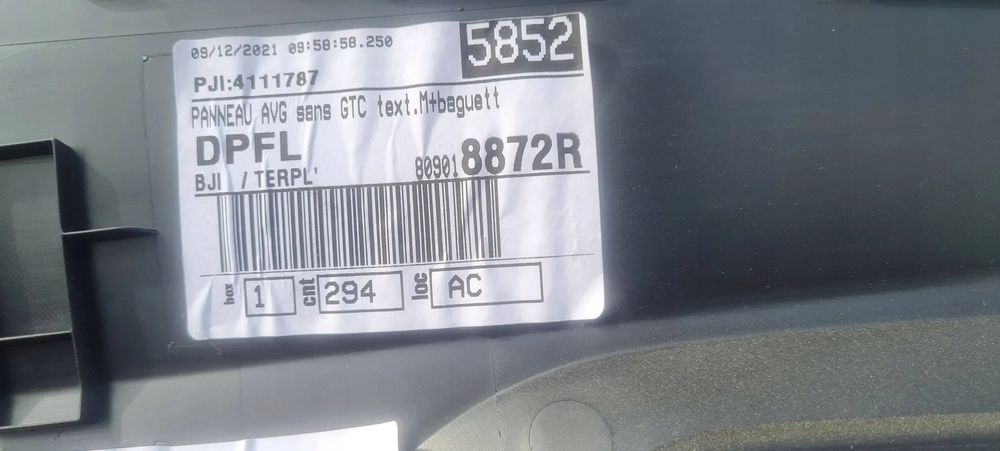 09/12/2021 09:58:58.250
5852
PJI:4111787
PANNEAU AVG sans GTC text.M+baguett
DPFL
809018872R
BJI / TERPL'
box 1 cnt 294 loc AC